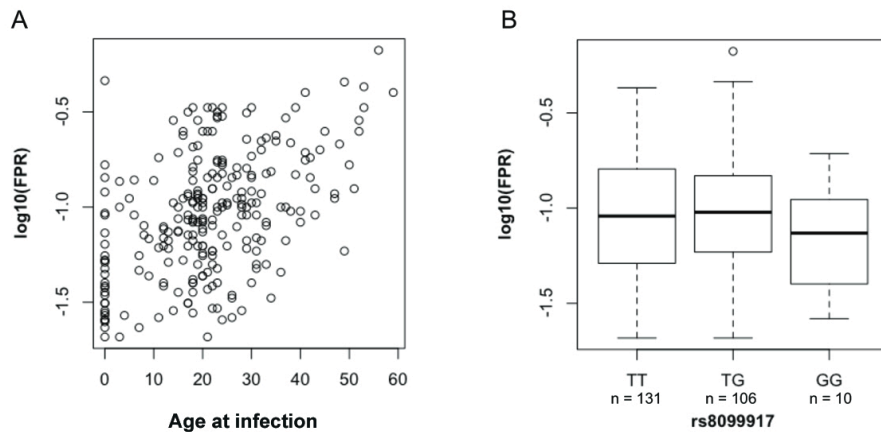 A
log10(FPR)
-0.5
-1.0
-1.5
0 10 20 30 40 50 60
Age at infection
B
log10(FPR)
-0.5
-1.0
-1.5
TT TG GG
n = 131 n = 106 n = 10
rs8099917